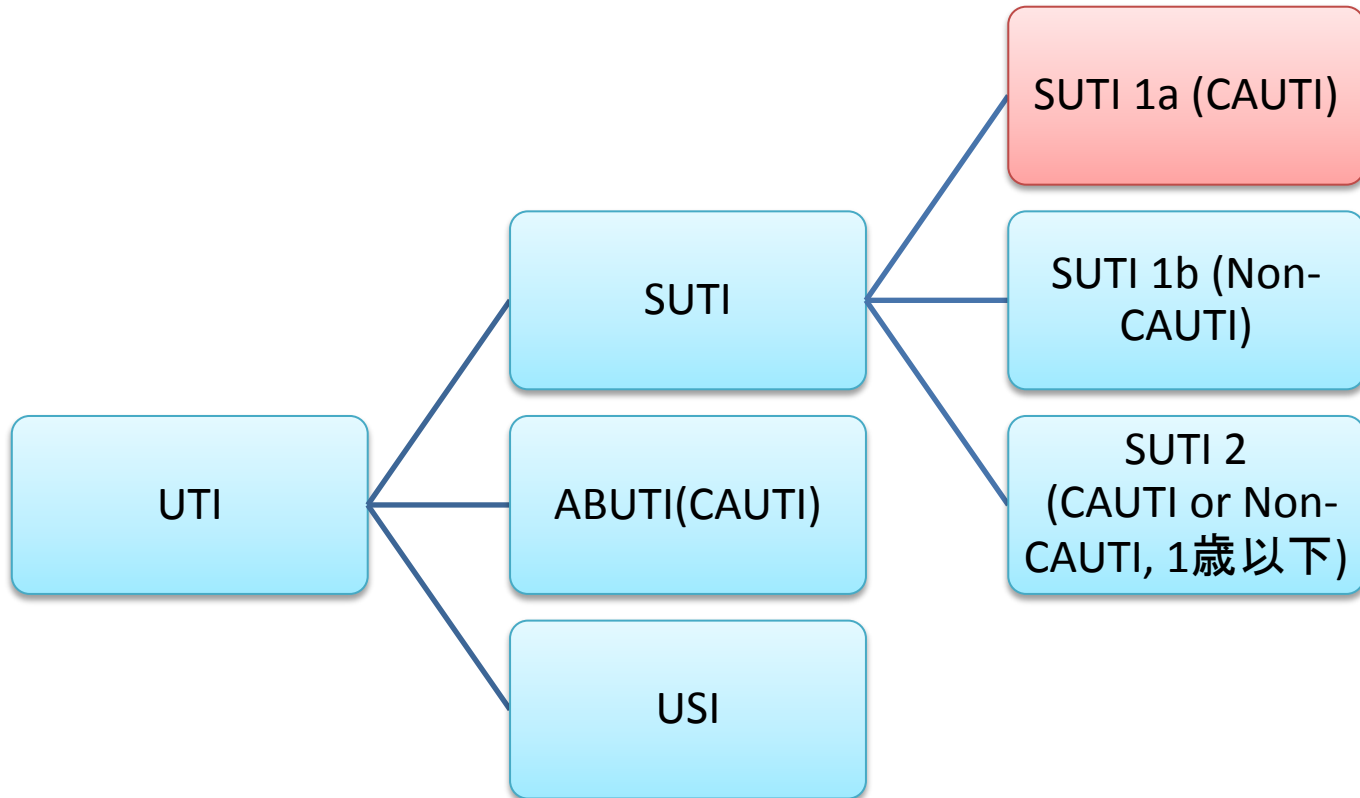 UTI
SUTI
ABUTI(CAUTI)
USI
SUTI 1a (CAUTI)
SUTI 1b (Non-
CAUTI)
SUTI 2
(CAUTI or Non-
CAUTI, 1歳以下)